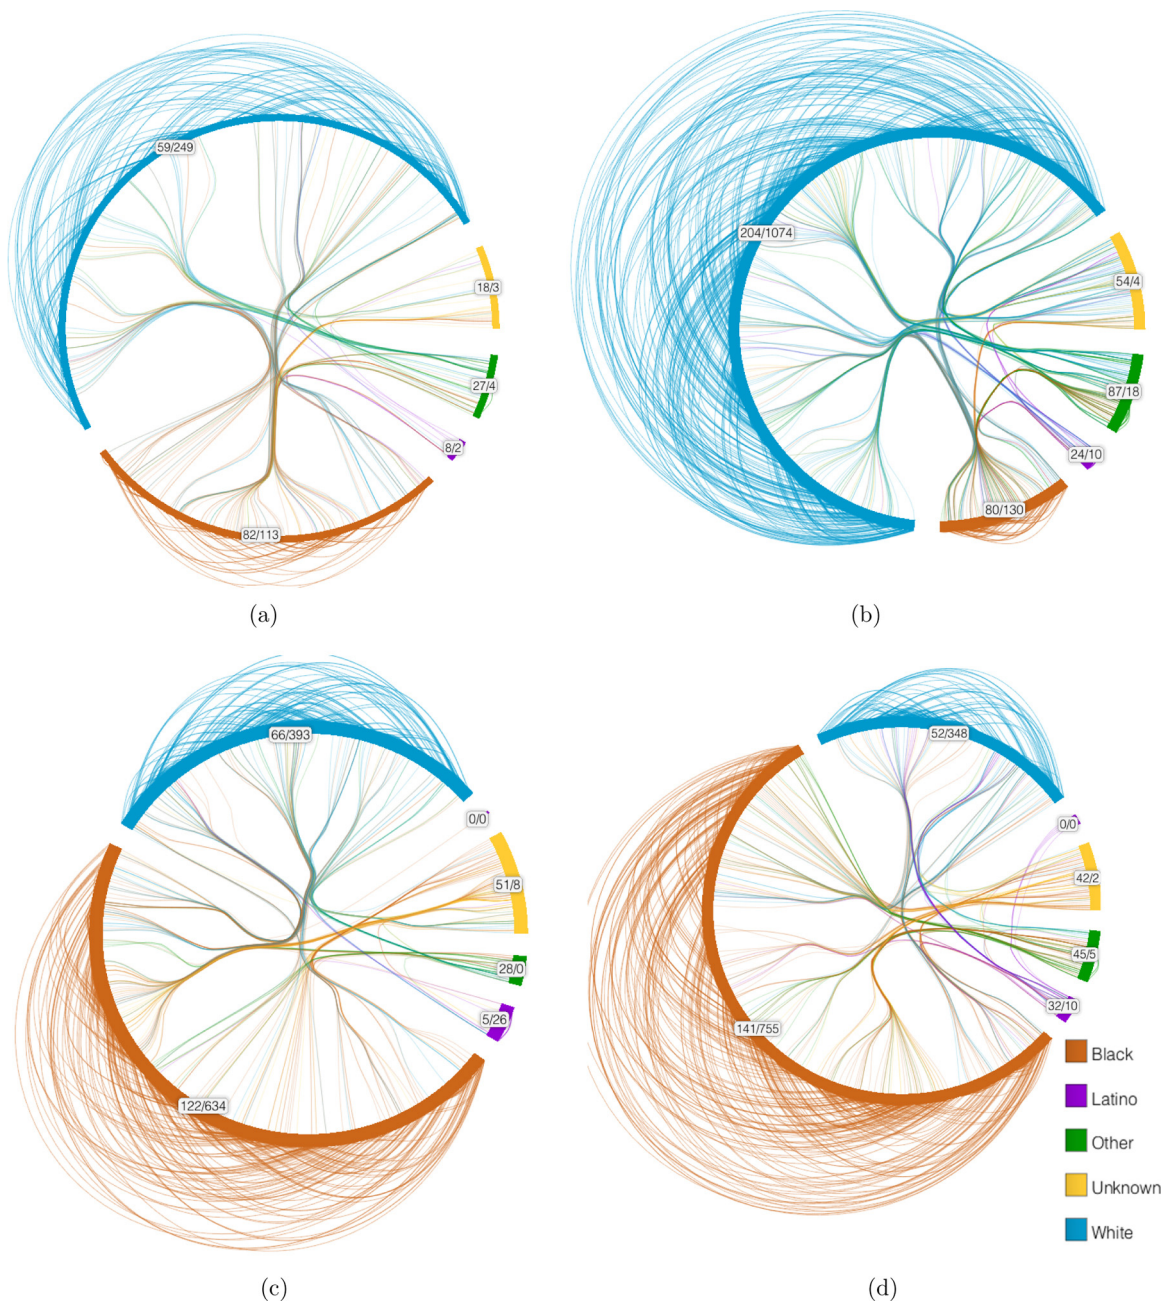 59/249
18/3
27/4
8/2
82/113
(a)
204/1074
54/4
87/18
24/10
80/130
(b)
66/393
0/0
51/8
28/0
5/26
122/634
(c)
52/348
0/0
42/2
45/5
32/10
141/755
Black
Latino
Other
Unknown
White
(d)